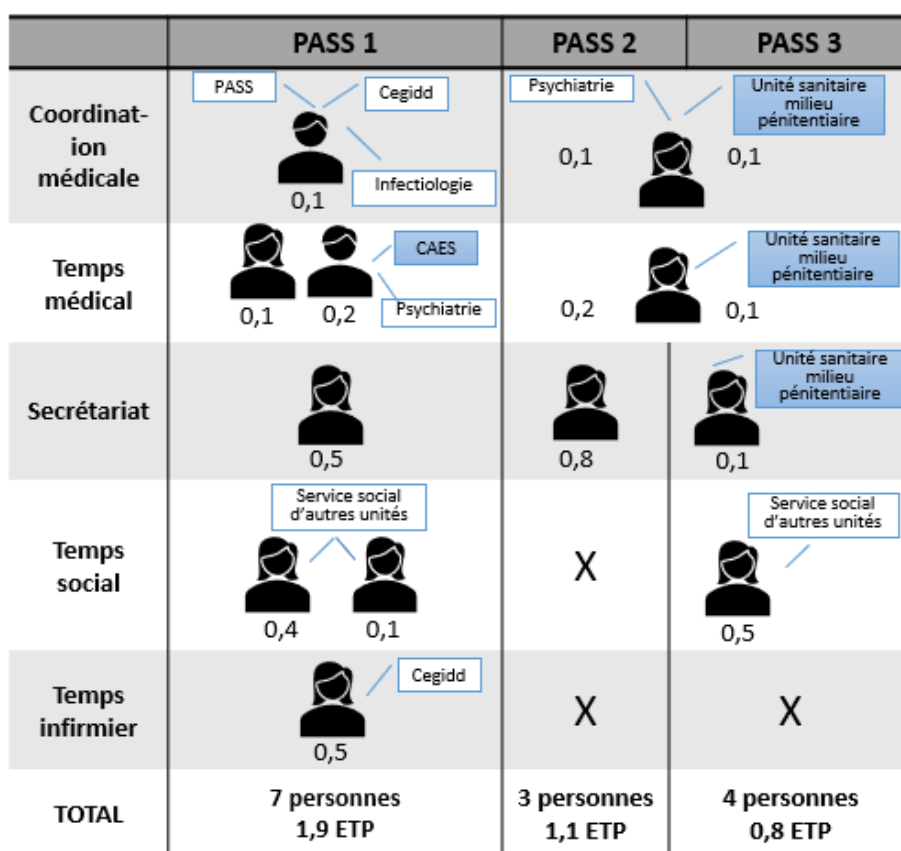 PASS 1
PASS 2
PASS 3
Coordinat-
ion
médicale
PASS
Cegidd
Infectiologie
0,1
Psychiatrie
Unité sanitaire
milieu
pénitentiaire
0,1
0,1
Temps
médical
CAES
Psychiatrie
0,1
0,2
Unité sanitaire
milieu
pénitentiaire
0,2
0,1
Secrétariat
0,5
0,8
Unité sanitaire
milieu
pénitentiaire
0,1
Temps
social
Service social
d'autres unités
0,4
0,1
X
Service social
d'autres unités
0,5
Temps
infirmier
Cegidd
0,5
X
X
TOTAL
7 personnes
1,9 ETP
3 personnes
1,1 ETP
4 personnes
0,8 ETP